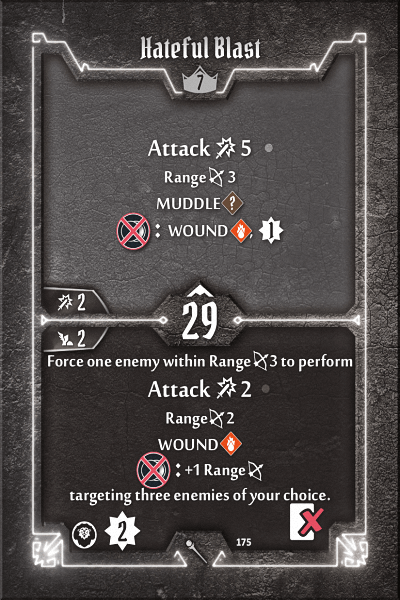 Hateful Blast
7
Attack 5
Range 3
MUDDLE ?
: WOUND , 1
2
29
2
Force one enemy within Range 3 to perform
Attack 2
Range 2
WOUND
: +1 Range
targeting three enemies of your choice.
2
175